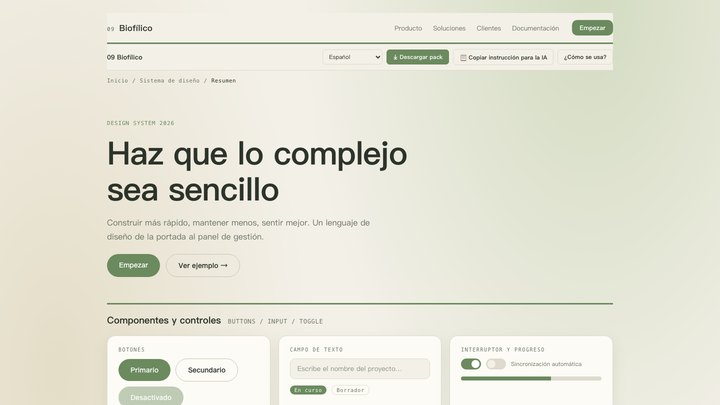 09 Biofílico
Producto Soluciones Clientes Documentación Empezar
09 Biofílico
Español Descargar pack Copiar instrucción para la IA ¿Cómo se usa?
Inicio / Sistema de diseño / Resumen
DESIGN SYSTEM 2026
Haz que lo complejo
sea sencillo
Construir más rápido, mantener menos, sentir mejor. Un lenguaje de
diseño de la portada al panel de gestión.
Empezar Ver ejemplo →
Componentes y controles BUTTONS / INPUT / TOGGLE
BOTONES
Primario Secundario
Desactivado
CAMPO DE TEXTO
Escribe el nombre del proyecto...
En curso Borrador
INTERRUPTOR Y PROGRESO
Sincronización automática